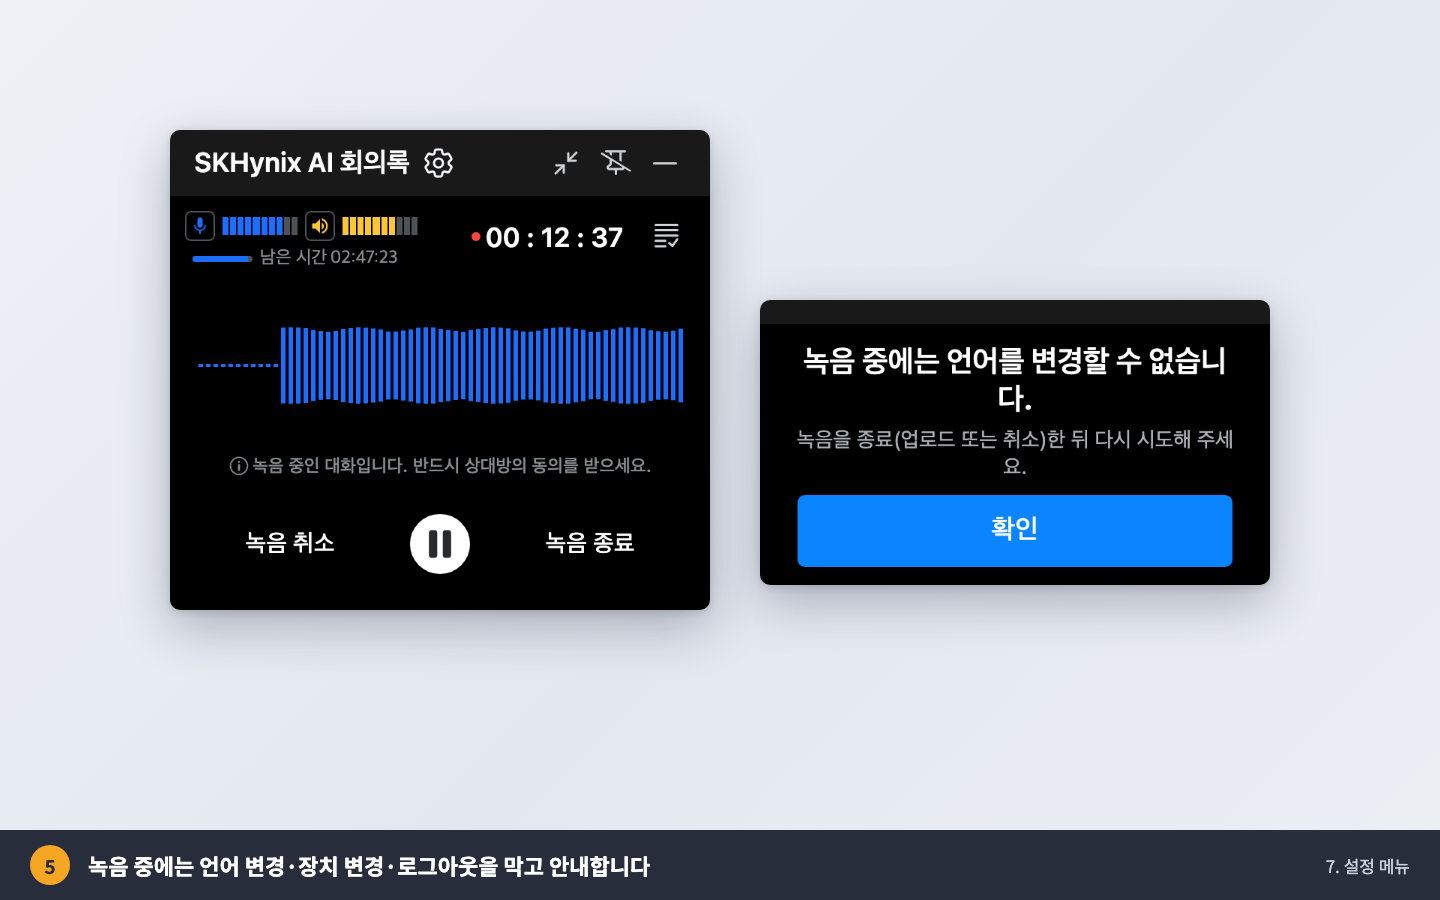 SKHynix AI 회의록
00 : 12 : 37
남은 시간 02:47:23
녹음 중인 대화입니다. 반드시 상대방의 동의를 받으세요.
녹음 취소
녹음 종료
녹음 중에는 언어를 변경할 수 없습니
다.
녹음을 종료(업로드 또는 취소)한 뒤 다시 시도해 주세
요.
확인
5
녹음 중에는 언어 변경·장치 변경·로그아웃을 막고 안내합니다
7. 설정 메뉴